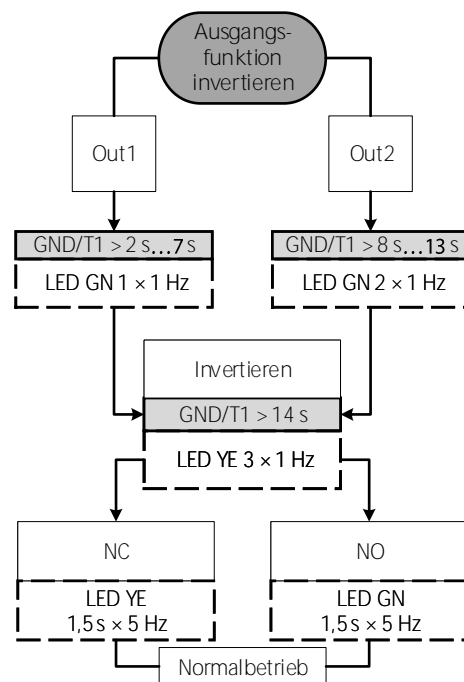 Ausgangs-
funktion
invertieren
Out1
Out2
GND/T1 > 2 s...7 s
LED GN 1 × 1 Hz
GND/T1 > 8 s...13 s
LED GN 2 × 1 Hz
Invertieren
GND/T1 > 14 s
LED YE 3 × 1 Hz
NC
LED YE
1,5 s × 5 Hz
NO
LED GN
1,5 s × 5 Hz
Normalbetrieb